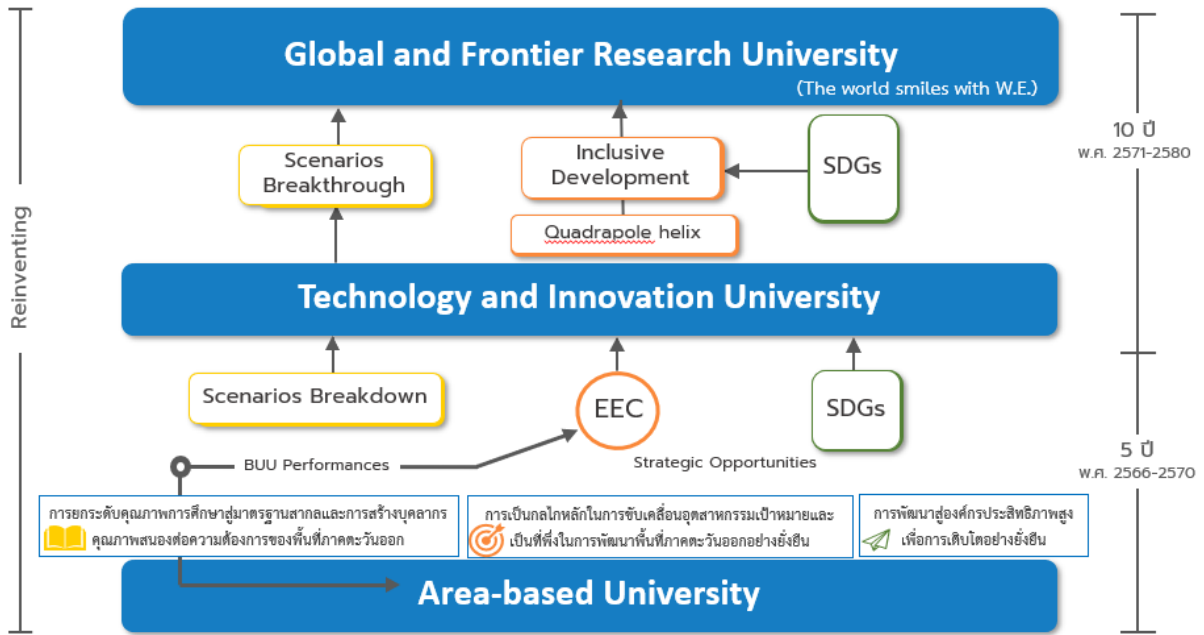 Global and Frontier Research University
(The world smiles with W.E.)
10 ปี
พ.ศ. 2571-2580
Scenarios
Breakthrough
Inclusive
Development
SDGs
Quadrapole helix
Reinventing
Technology and Innovation University
Scenarios Breakdown
EEC
SDGs
BUU Performances
Strategic Opportunities
5 ปี
พ.ศ. 2566-2570
การยกระดับคุณภาพการศึกษาสู่มาตรฐานสากลและการสร้างบุคลากร
คุณภาพสนองต่อความต้องการของพื้นที่ภาคตะวันออก
การเป็นกลไกหลักในการขับเคลื่อนอุตสาหกรรมเป้าหมายและ
เป็นที่พึ่งในการพัฒนาพื้นที่ภาคตะวันออกอย่างยั่งยืน
การพัฒนาสู่องค์กรประสิทธิภาพสูง
เพื่อการเติบโตอย่างยั่งยืน
Area-based University